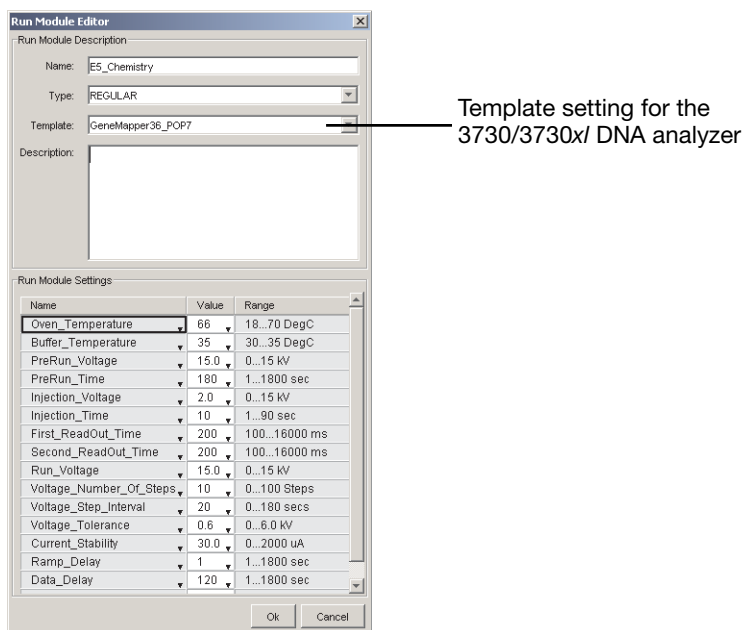 Run Module Editor
Run Module Description
Name: E5_Chemistry
Type: REGULAR
Template: GeneMapper36_POP7
Template setting for the
3730/3730xl DNA analyzer
Description:
Run Module Settings
Name Value Range
Oven_Temperature 66 18...70 DegC
Buffer_Temperature 35 30...35 DegC
PreRun_Voltage 15.0 0...15 kV
PreRun_Time 180 1...1800 sec
Injection_Voltage 2.0 0...15 kV
Injection_Time 10 1...90 sec
First_ReadOut_Time 200 100...16000 ms
Second_ReadOut_Time 200 100...16000 ms
Run_Voltage 15.0 0...15 kV
Voltage_Number_Of_Steps 10 0...100 Steps
Voltage_Step_Interval 20 0...180 secs
Voltage_Tolerance 0.6 0...6.0 kV
Current_Stability 30.0 0...2000 uA
Ramp_Delay 1 1...1800 sec
Data_Delay 120 1...1800 sec
Ok Cancel